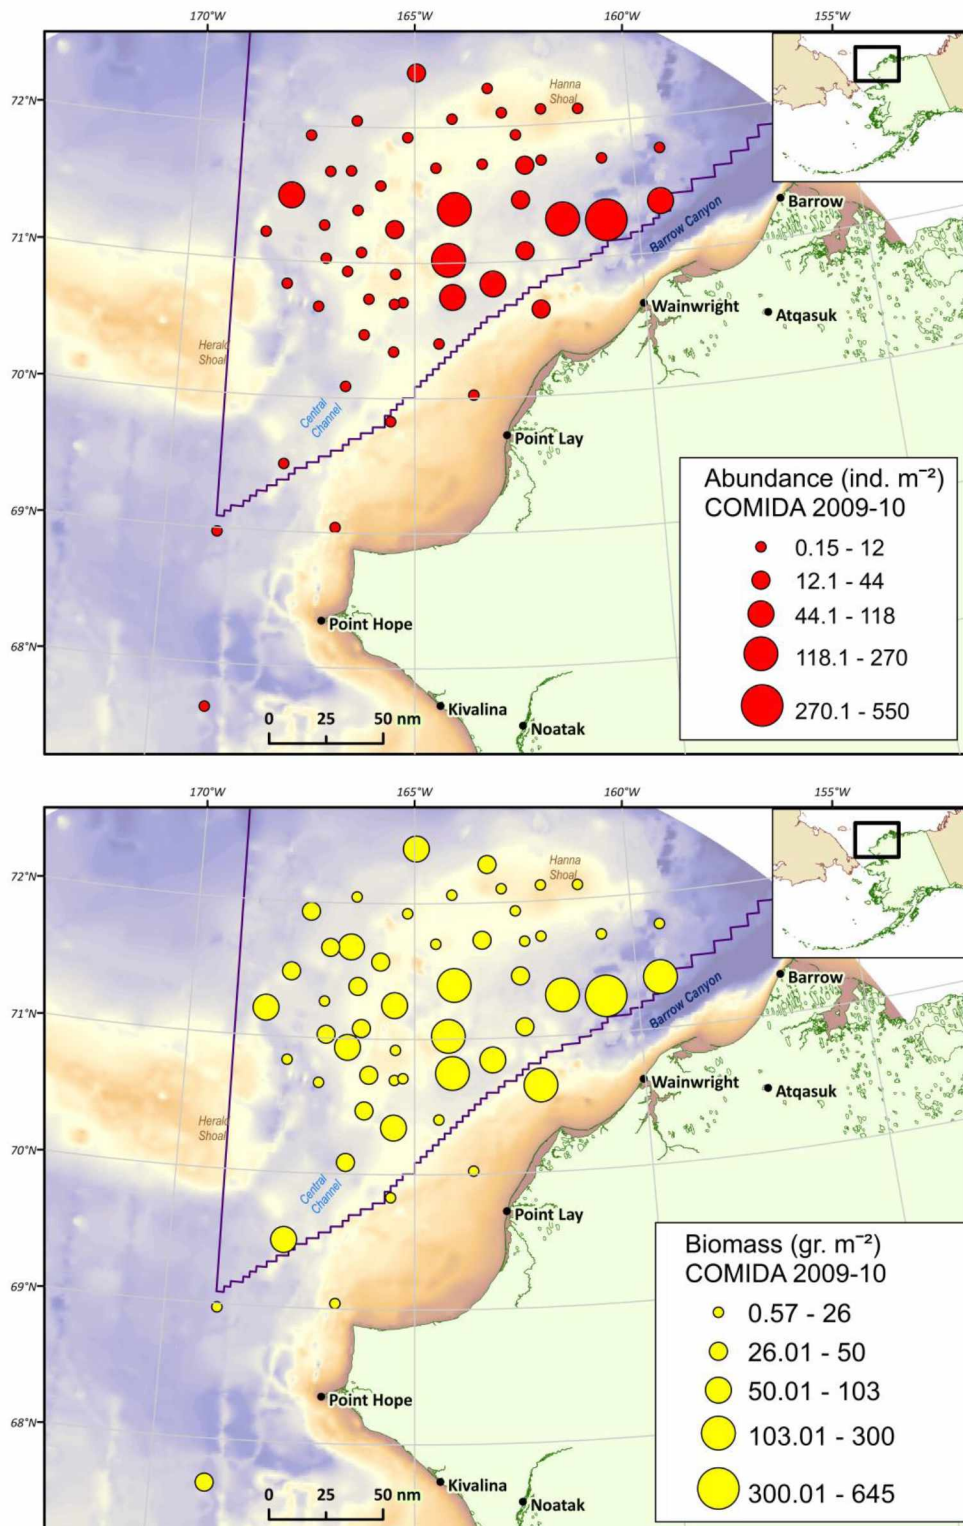 170°W 165°W 160°W 155°W
72°N
Hanna
Shoal
Barrow
71°N
Barrow Canyon
Wainwright
Atqasuk
Herald
Shoal
70°N
Central
Channel
Point Lay
Abundance (ind. m⁻²)
COMIDA 2009-10
0.15 - 12
12.1 - 44
44.1 - 118
118.1 - 270
270.1 - 550
69°N
Point Hope
68°N
Kivalina
0 25 50 nm
Noatak
170°W 165°W 160°W 155°W
72°N
Hanna
Shoal
Barrow
71°N
Barrow Canyon
Wainwright
Atqasuk
Herald
Shoal
70°N
Central
Channel
Point Lay
Biomass (gr. m⁻²)
COMIDA 2009-10
0.57 - 26
26.01 - 50
50.01 - 103
103.01 - 300
300.01 - 645
69°N
Point Hope
68°N
Kivalina
0 25 50 nm
Noatak